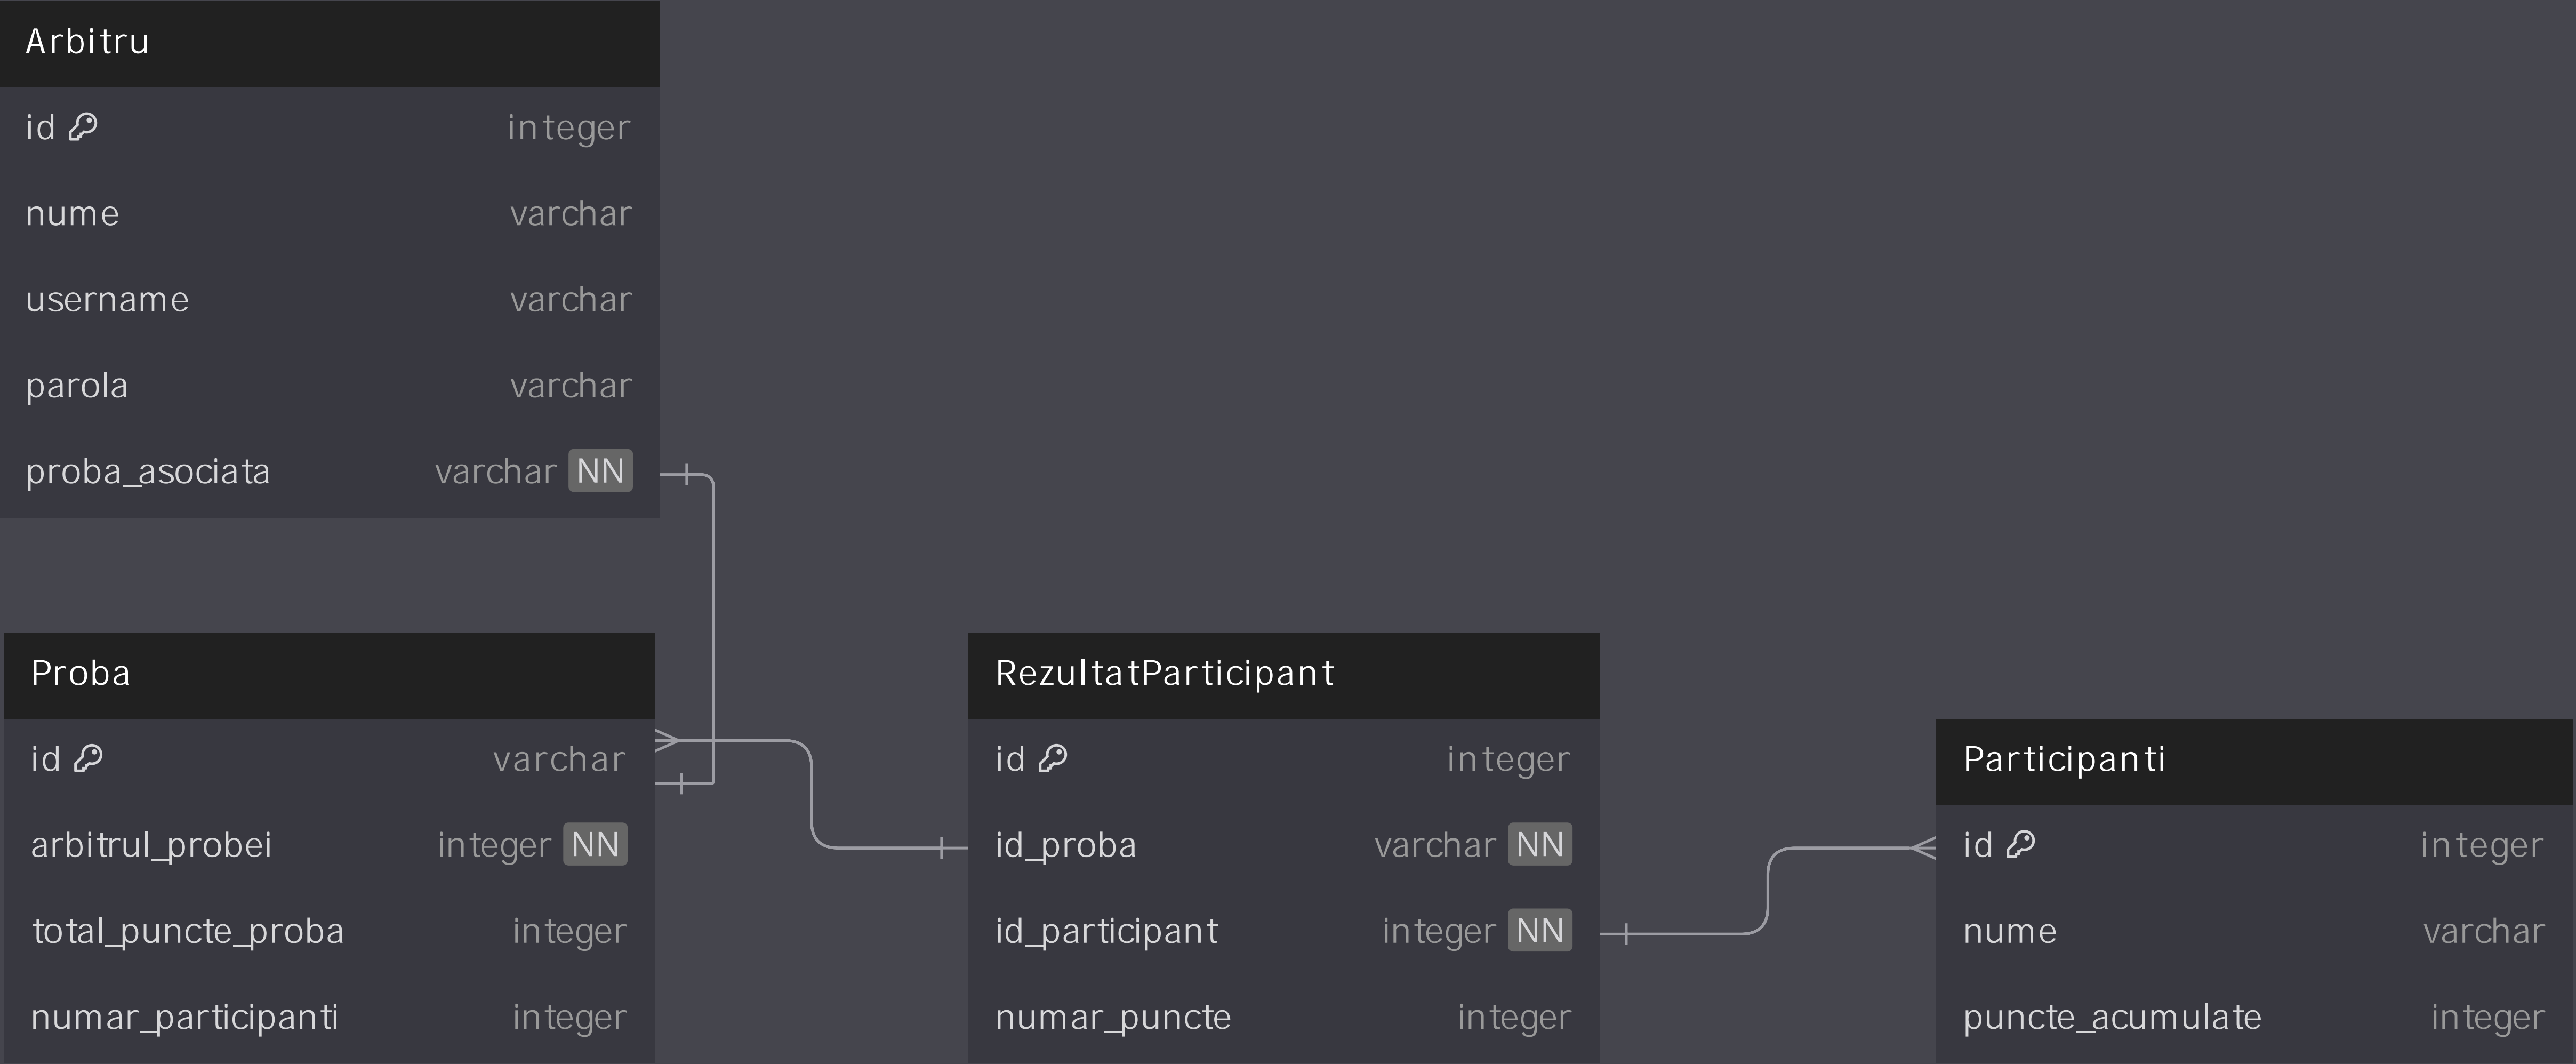 Arbitru
id integer
nume varchar
username varchar
parola varchar
proba_asociata varchar NN
Proba
id varchar
arbitrul_probei integer NN
total_puncte_proba integer
numar_participanti integer
RezultatParticipant
id integer
id_proba varchar NN
id_participant integer NN
numar_puncte integer
Participanti
id integer
nume varchar
puncte_acumulate integer